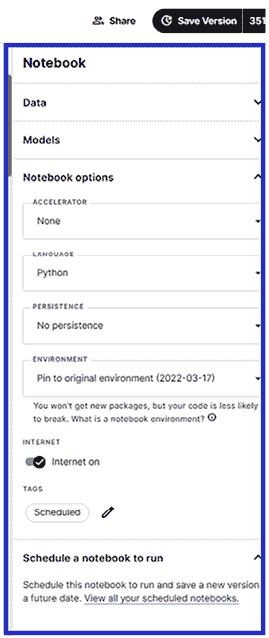 Share
Save Version
351
Notebook
Data
Models
Notebook options
ACCELERATOR
None
LANGUAGE
Python
PERSISTENCE
No persistence
ENVIRONMENT
Pin to original environment (2022-03-17)
You won't get new packages, but your code is less likely
to break. What is a notebook environment?
INTERNET
Internet on
TAGS
Scheduled
Schedule a notebook to run
Schedule this notebook to run and save a new version
a future date. View all your scheduled notebooks.